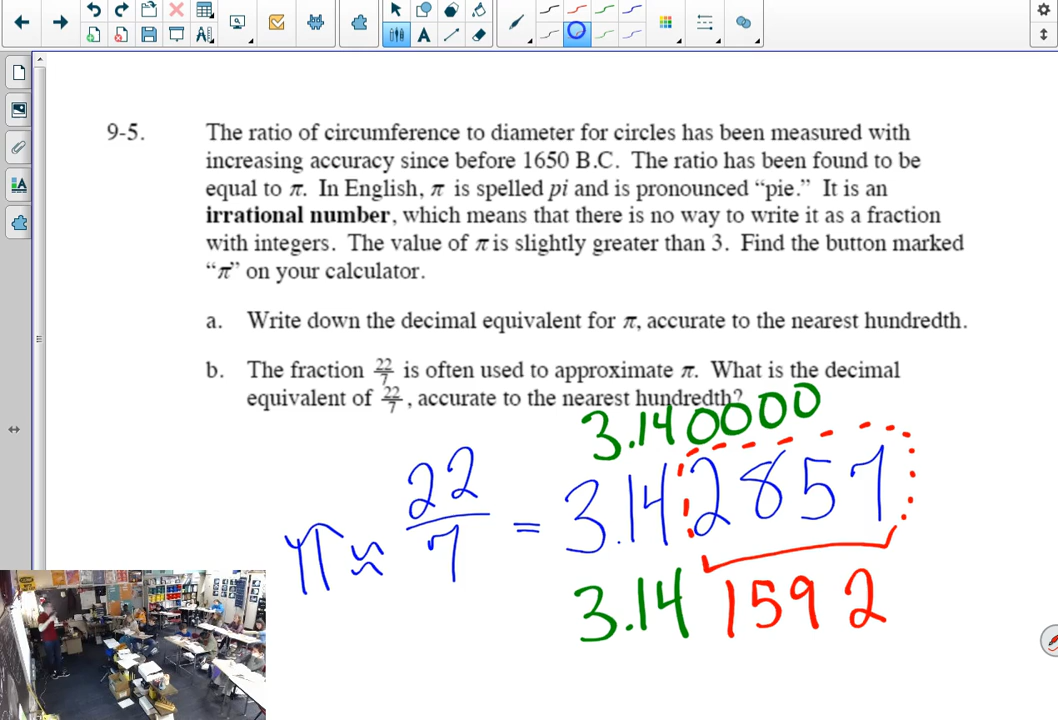 9-5. The ratio of circumference to diameter for circles has been measured with
increasing accuracy since before 1650 B.C. The ratio has been found to be
equal to π. In English, π is spelled pi and is pronounced “pie.” It is an
irrational number, which means that there is no way to write it as a fraction
with integers. The value of π is slightly greater than 3. Find the button marked
“π” on your calculator.
a. Write down the decimal equivalent for π, accurate to the nearest hundredth.
b. The fraction 22/7 is often used to approximate π. What is the decimal
equivalent of 22/7, accurate to the nearest hundredth?
3.140000
π ≈ 22/7 = 3.142857
3.141592